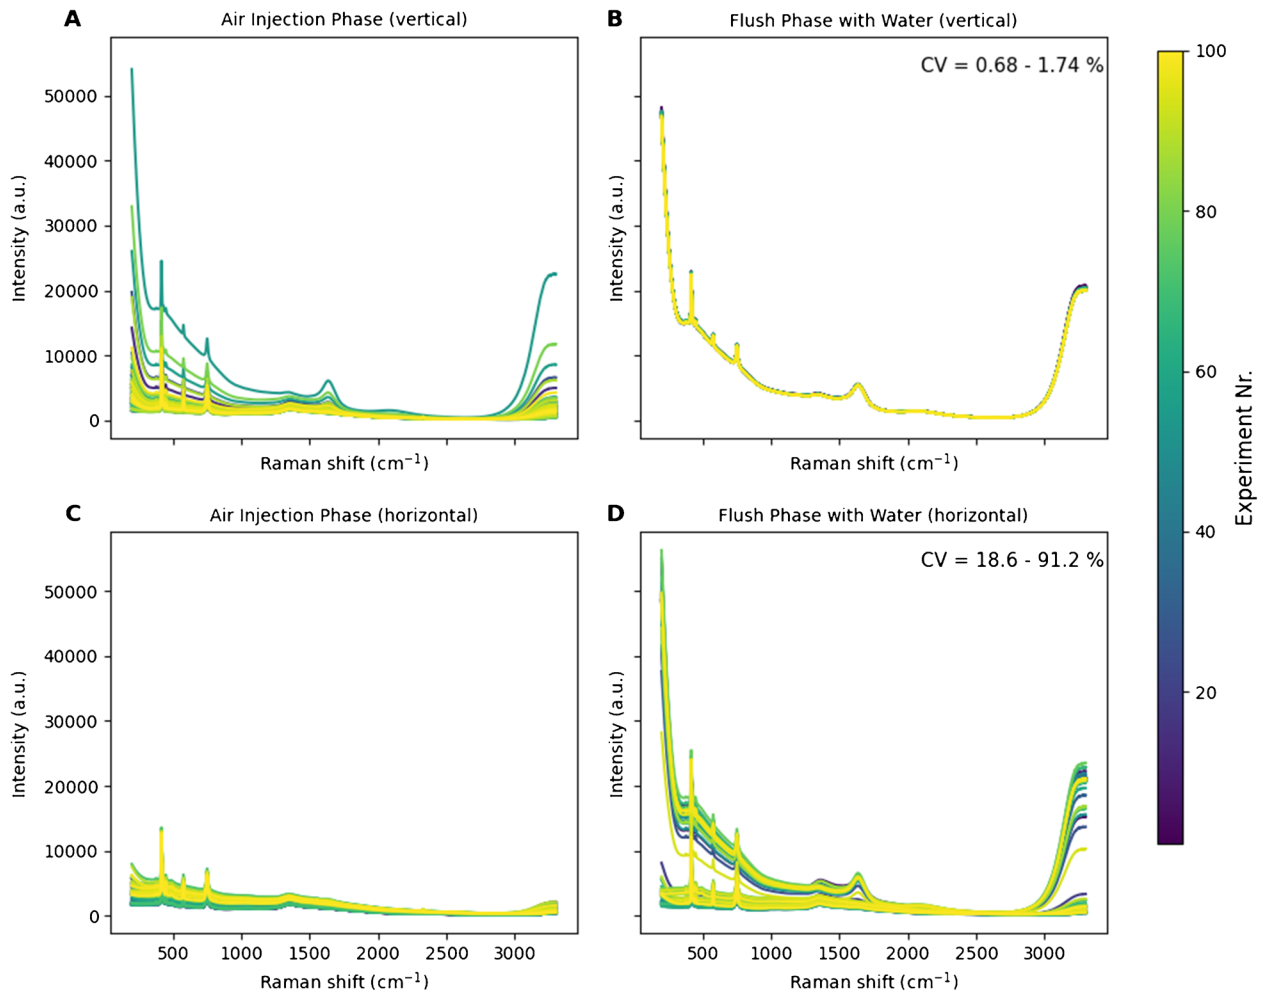 A
Air Injection Phase (vertical)
50000
40000
30000
20000
10000
0
Intensity (a.u.)
Raman shift (cm⁻¹)
B
Flush Phase with Water (vertical)
CV = 0.68 - 1.74 %
Intensity (a.u.)
Raman shift (cm⁻¹)
C
Air Injection Phase (horizontal)
50000
40000
30000
20000
10000
0
Intensity (a.u.)
500 1000 1500 2000 2500 3000
Raman shift (cm⁻¹)
D
Flush Phase with Water (horizontal)
CV = 18.6 - 91.2 %
Intensity (a.u.)
500 1000 1500 2000 2500 3000
Raman shift (cm⁻¹)
100
80
60
40
20
Experiment Nr.